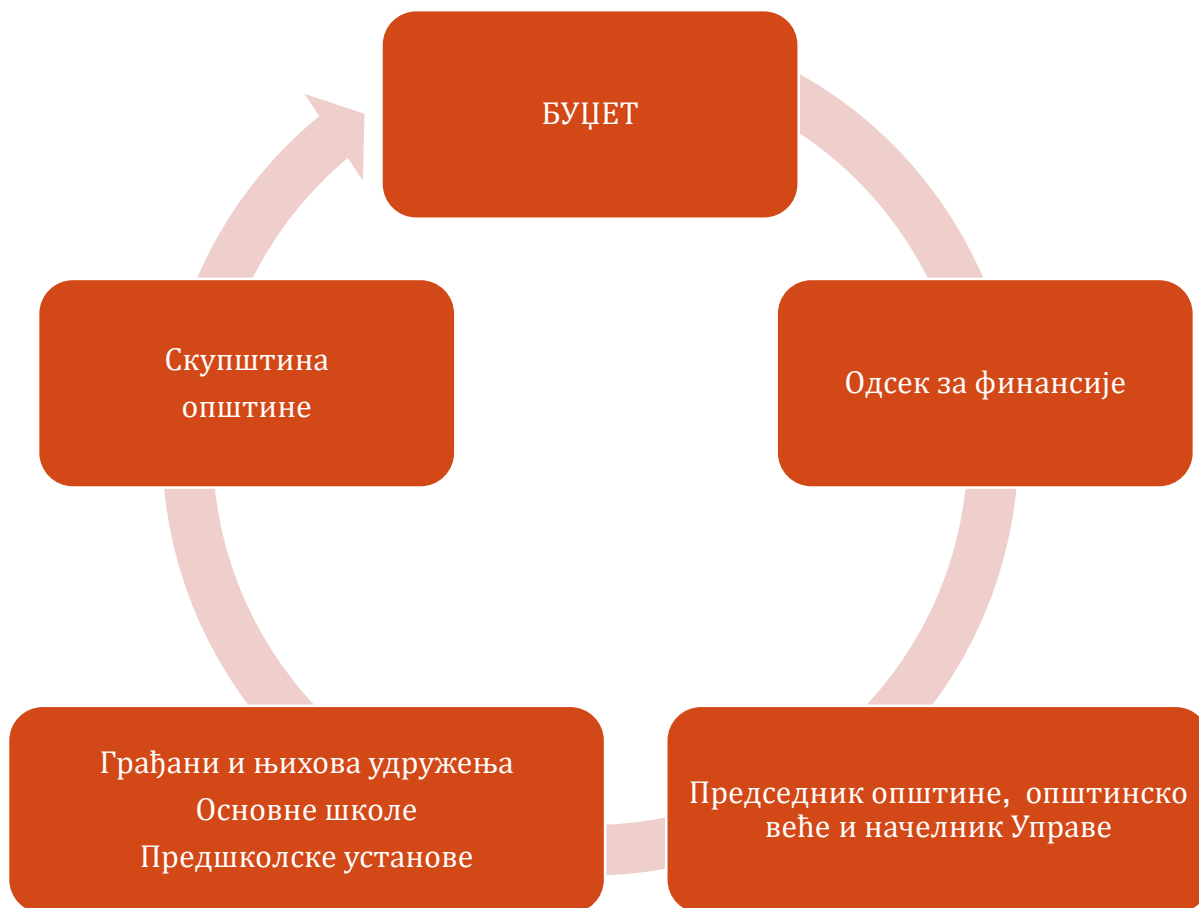 БУЏЕТ
Скупштина
општине
Одсек за финансије
Грађани и њихова удружења
Основне школе
Предшколске установе
Председник општине, општинско
веће и начелник Управе